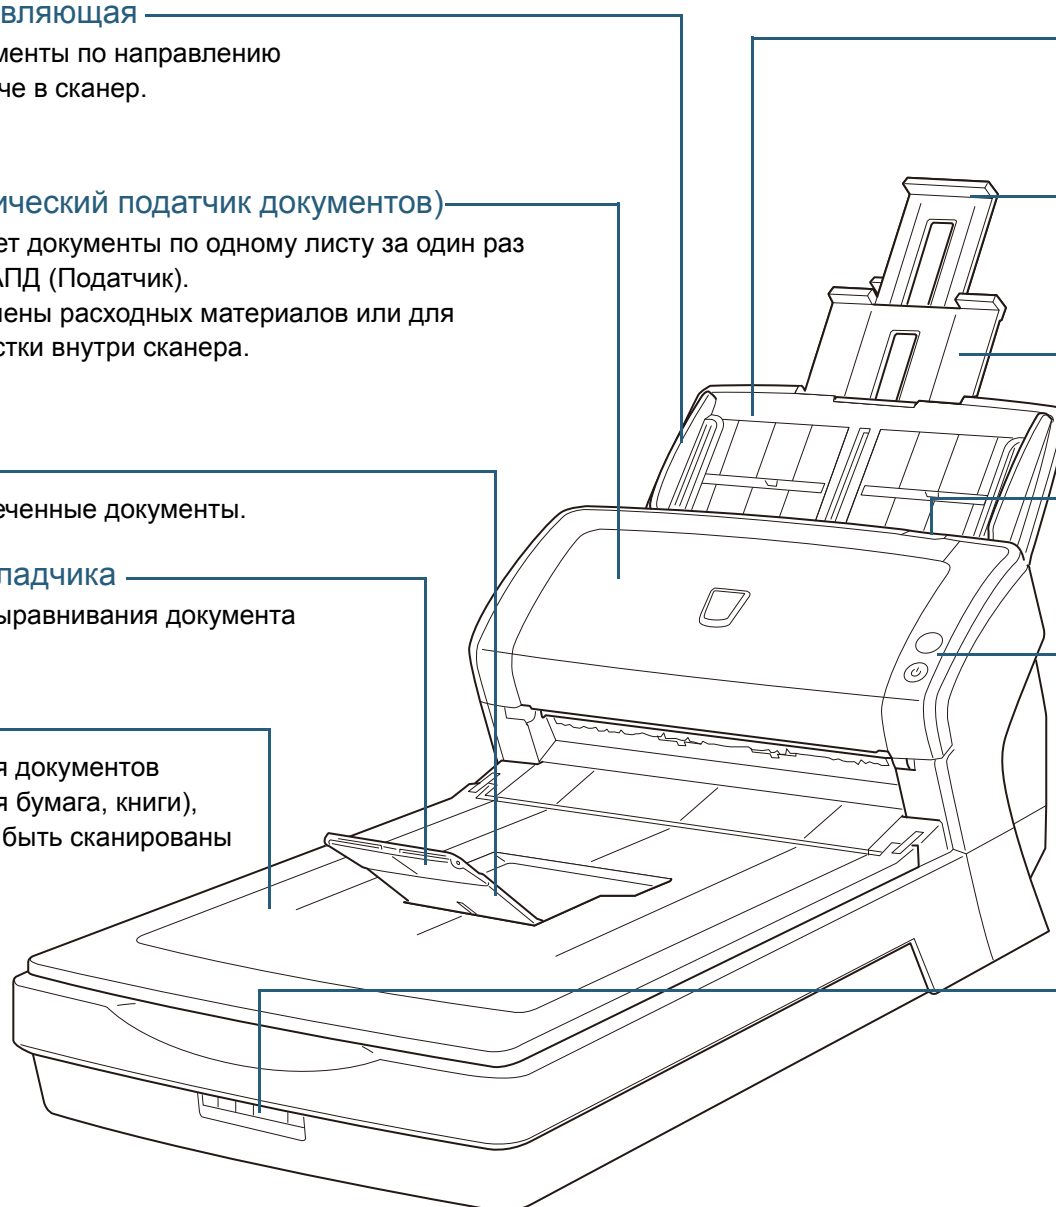 вляющая
менты по направлению
че в сканер.
ический податчик документов)
ет документы по одному листу за один раз
АПД (Податчик).
ены расходных материалов или для
стки внутри сканера.
еченные документы.
ладчика
ыравнивания документа
я документов
я бумага, книги),
быть сканированы